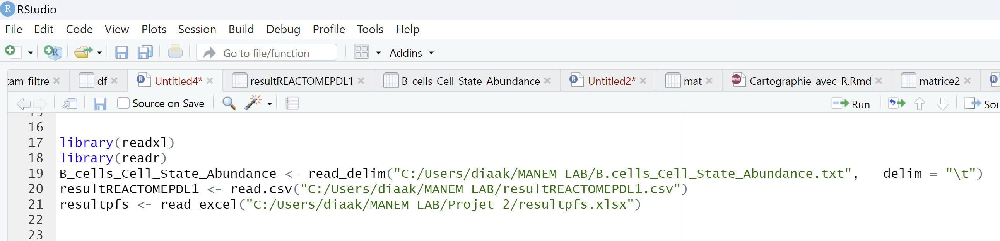 RStudio
File Edit Code View Plots Session Build Debug Profile Tools Help
Go to file/function Addins
tam_filtre df Untitled4* resultREACTOMEPDL1 B_cells_Cell_State_Abundance Untitled2* mat Cartographie_avec_R.Rmd matrice2
Source on Save Run Sou
15
16
17 library(readxl)
18 library(readr)
19 B_cells_Cell_State_Abundance <- read_delim("C:/Users/diaak/MANEM LAB/B.cells_Cell_State_Abundance.txt", delim = "\t")
20 resultREACTOMEPDL1 <- read.csv("C:/Users/diaak/MANEM LAB/resultREACTOMEPDL1.csv")
21 resultpfs <- read_excel("C:/Users/diaak/MANEM LAB/Projet 2/resultpfs.xlsx")
22
23